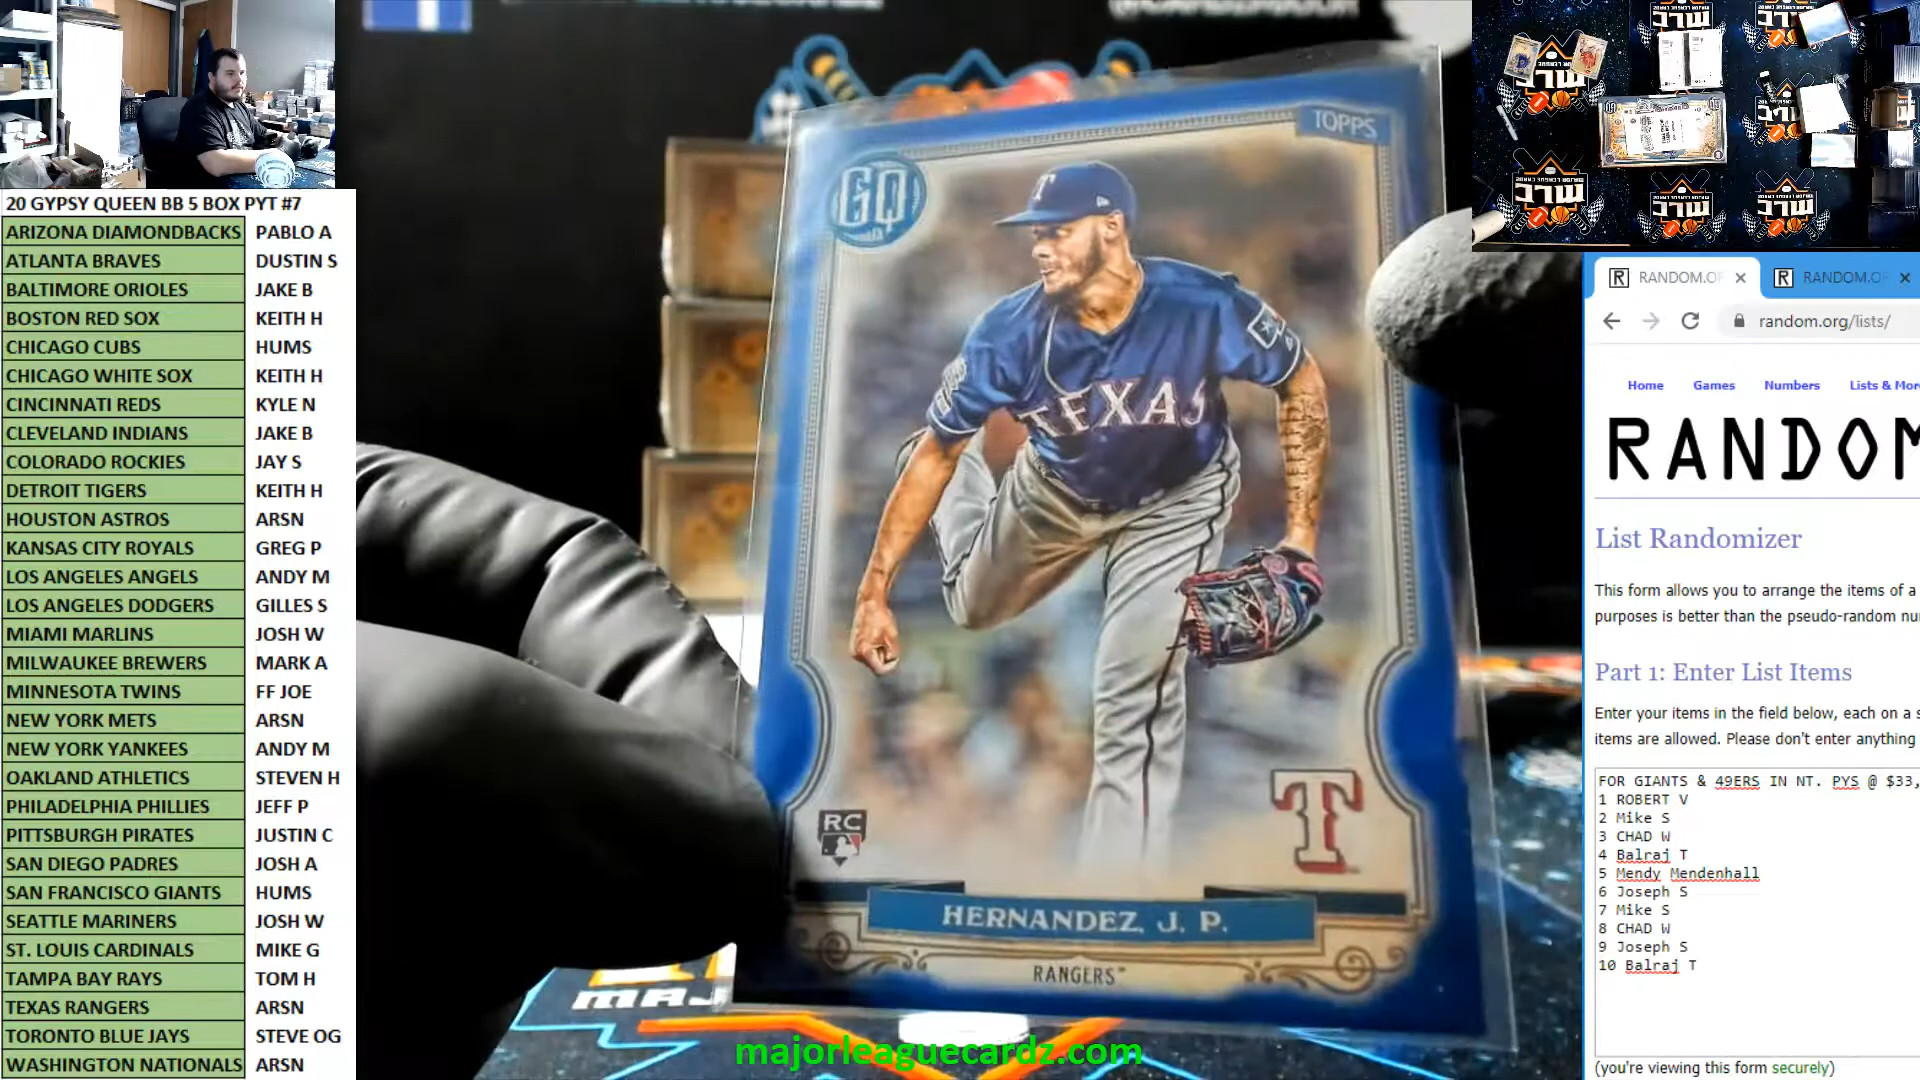 20 GYPSY QUEEN BB 5 BOX PYT #7
ARIZONA DIAMONDBACKS PABLO A
ATLANTA BRAVES DUSTIN S
BALTIMORE ORIOLES JAKE B
BOSTON RED SOX KEITH H
CHICAGO CUBS HUMS
CHICAGO WHITE SOX KEITH H
CINCINNATI REDS KYLE N
CLEVELAND INDIANS JAKE B
COLORADO ROCKIES JAY S
DETROIT TIGERS KEITH H
HOUSTON ASTROS ARSN
KANSAS CITY ROYALS GREG P
LOS ANGELES ANGELS ANDY M
LOS ANGELES DODGERS GILLES S
MIAMI MARLINS JOSH W
MILWAUKEE BREWERS MARK A
MINNESOTA TWINS FF JOE
NEW YORK METS ARSN
NEW YORK YANKEES ANDY M
OAKLAND ATHLETICS STEVEN H
PHILADELPHIA PHILLIES JEFF P
PITTSBURGH PIRATES JUSTIN C
SAN DIEGO PADRES JOSH A
SAN FRANCISCO GIANTS HUMS
SEATTLE MARINERS JOSH W
ST. LOUIS CARDINALS MIKE G
TAMPA BAY RAYS TOM H
TEXAS RANGERS ARSN
TORONTO BLUE JAYS STEVE OG
WASHINGTON NATIONALS ARSN
TOPPS
GQ
T
TEXAS
RC
T
HERNANDEZ, J. P.
RANGERS™
MAJ
majorleaguecardz.com
RANDOM.O
RANDOM.O
random.org/lists/
Home Games Numbers Lists & Mor
RANDOM
List Randomizer
This form allows you to arrange the items of a
purposes is better than the pseudo-random nu
Part 1: Enter List Items
Enter your items in the field below, each on a s
items are allowed. Please don't enter anything
FOR GIANTS & 49ERS IN NT. PYS @ $33,
1 ROBERT V
2 Mike S
3 CHAD W
4 Balraj T
5 Mendy Mendenhall
6 Joseph S
7 Mike S
8 CHAD W
9 Joseph S
10 Balraj T
(you're viewing this form securely)